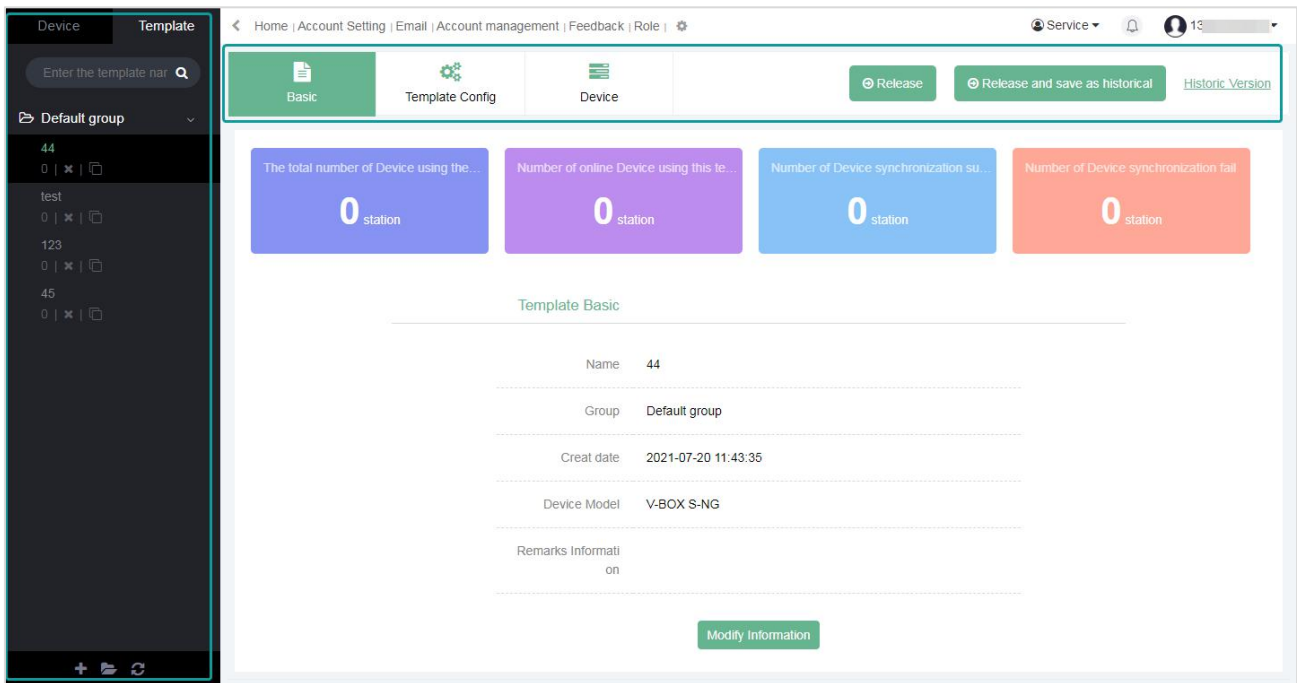 Device Template
Enter the template nar
Default group
44
0 | ✖ |
test
0 | ✖ |
123
0 | ✖ |
45
0 | ✖ |
Home | Account Setting | Email | Account management | Feedback | Role |
Service
13
Basic Template Config Device
Release Release and save as historical Historic Version
The total number of Device using the...
0 station
Number of online Device using this te...
0 station
Number of Device synchronization su...
0 station
Number of Device synchronization fail
0 station
Template Basic
Name 44
Group Default group
Creat date 2021-07-20 11:43:35
Device Model V-BOX S-NG
Remarks Informati
on
Modify Information